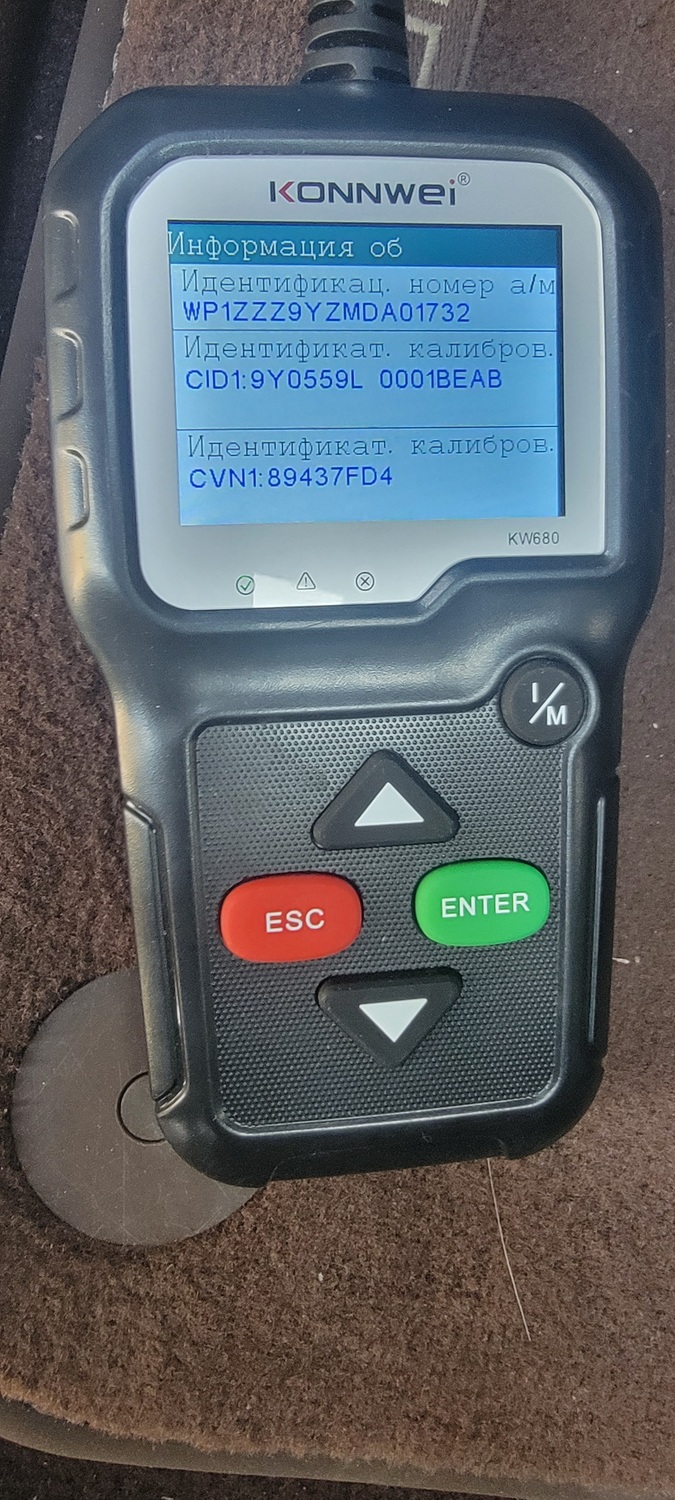 KONNWEI®
Информация об
Идентификац. номер а/м
WP1ZZZ9YZMDA01732
Идентификат. калибров.
CID1:9Y0559L 0001BEAB
Идентификат. калибров.
CVN1:89437FD4
KW680
I/M
ESC
ENTER